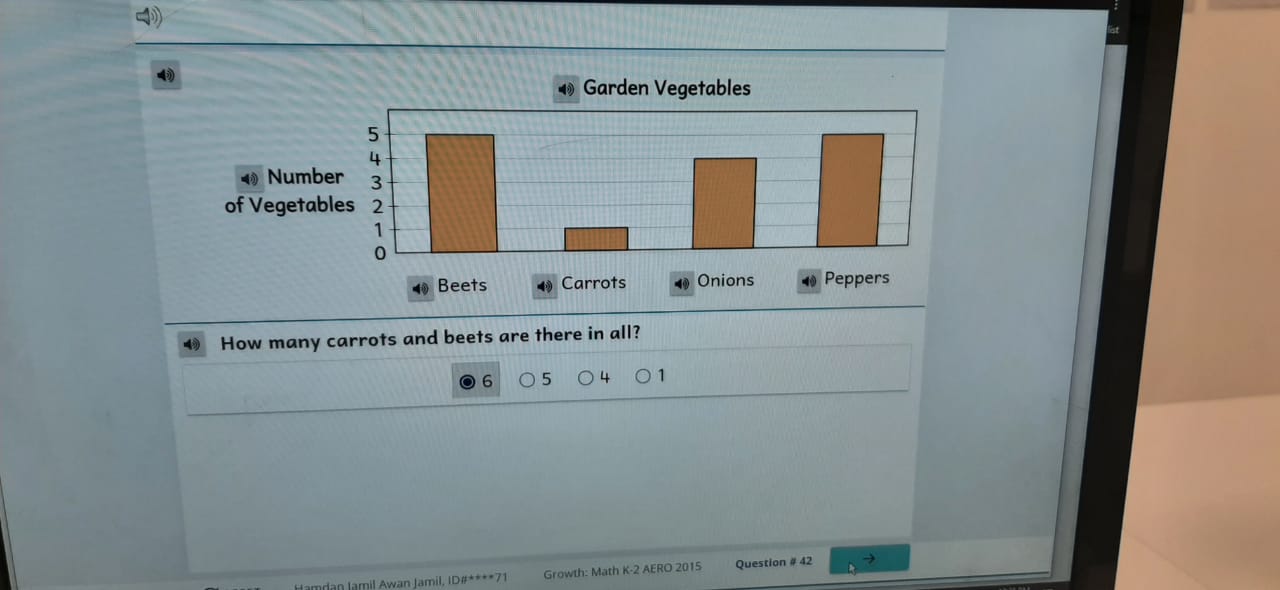 list
Garden Vegetables
5
4
3
2
1
0
Number
of Vegetables
Beets Carrots Onions Peppers
How many carrots and beets are there in all?
6 5 4 1
Hamdan Jamil Awan Jamil, ID#****71 Growth: Math K-2 AERO 2015 Question # 42